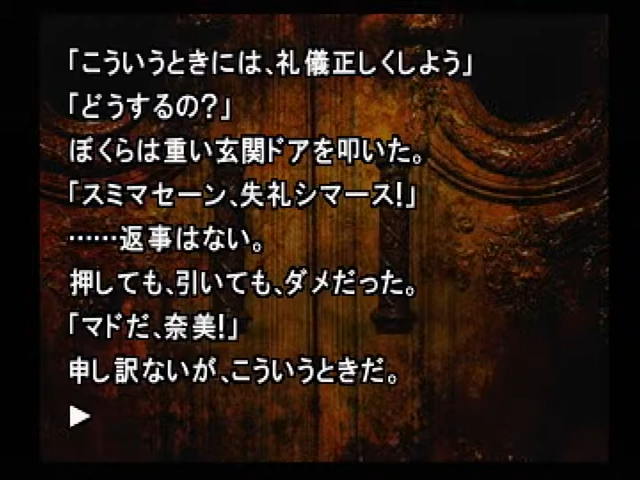 「こういうときには、礼儀正しくしよう」
「どうするの?」
ぼくらは重い玄関ドアを叩いた。
「スミマセーン、失礼シマース!」
……返事はない。
押しても、引いても、ダメだった。
「マドだ、奈美!」
申し訳ないが、こういうときだ。